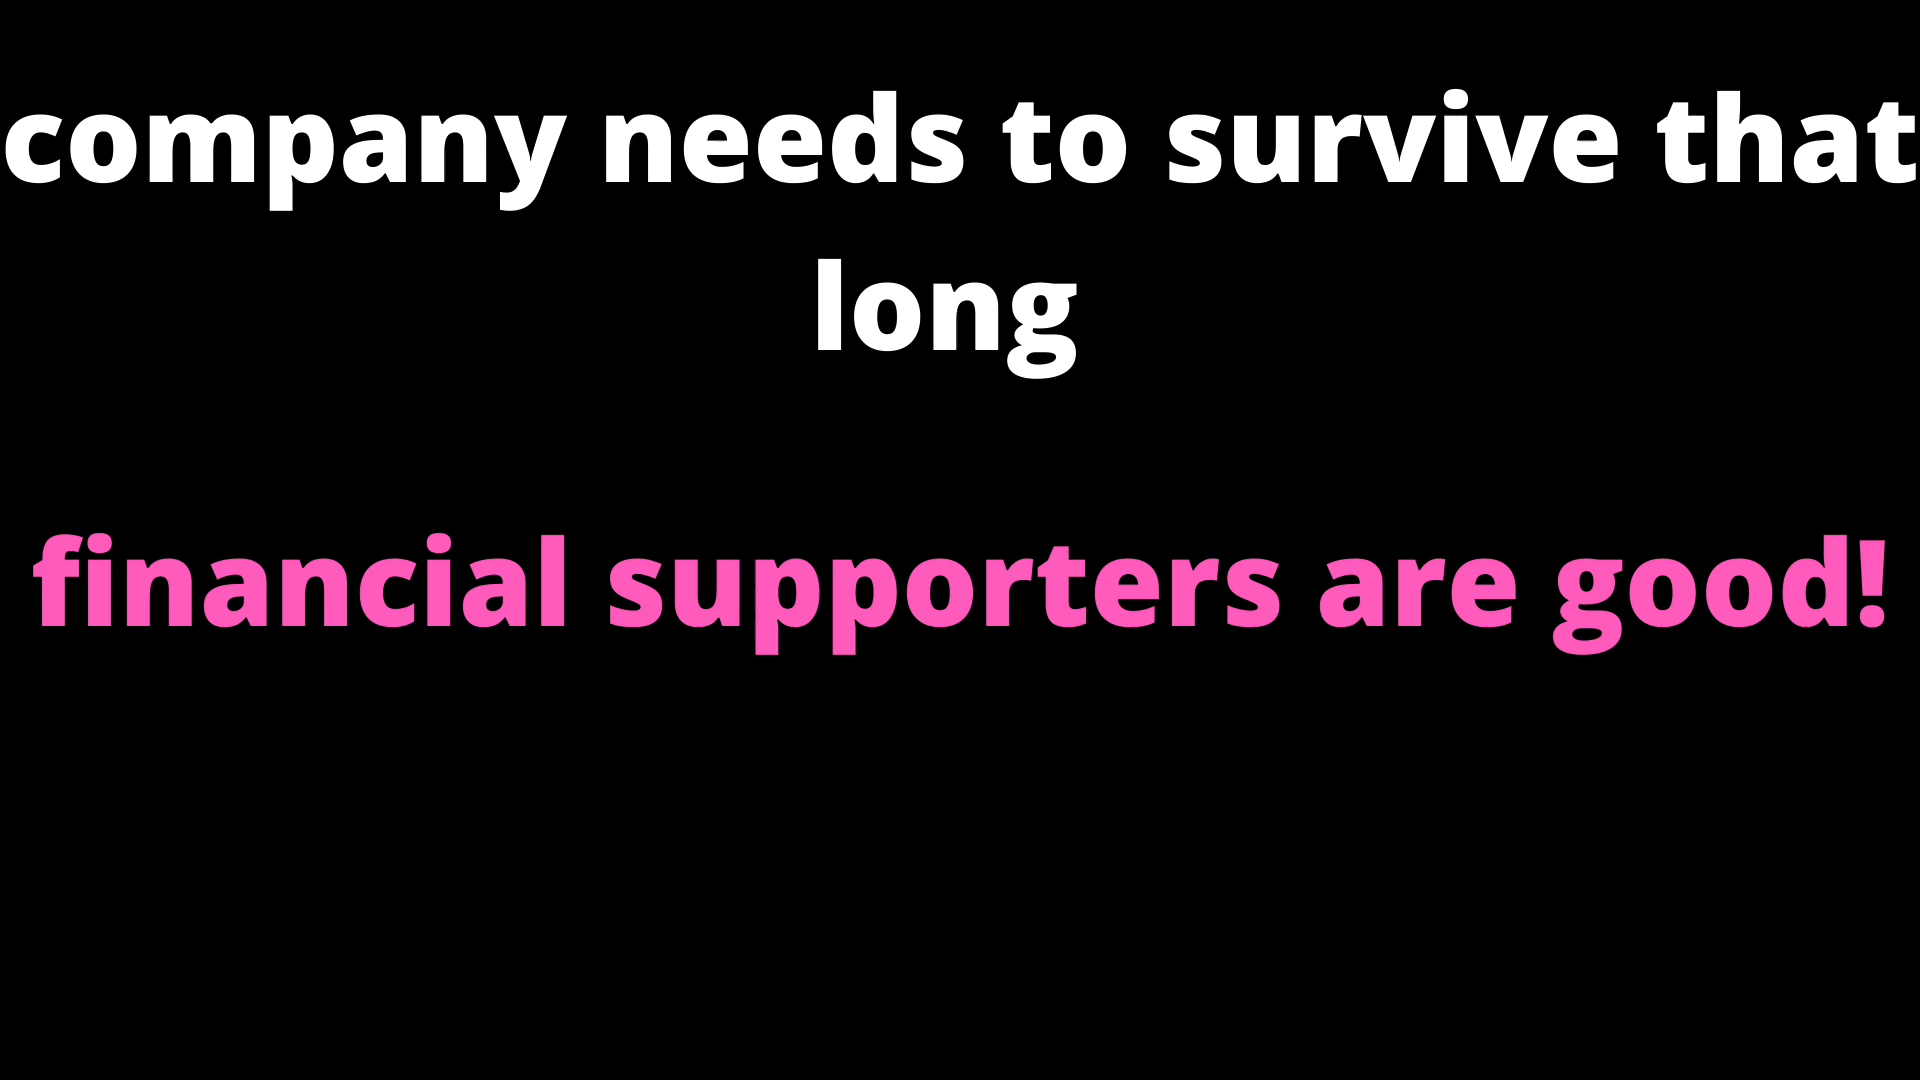 company needs to survive that
long
financial supporters are good!